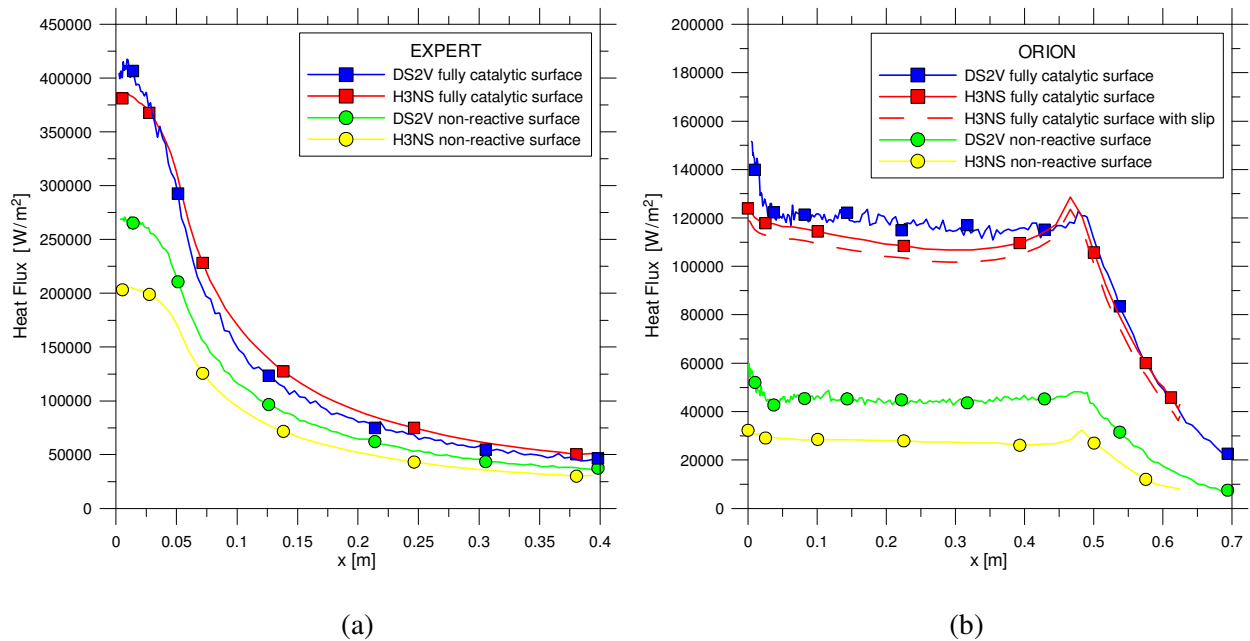 EXPERT
DS2V fully catalytic surface
H3NS fully catalytic surface
DS2V non-reactive surface
H3NS non-reactive surface
450000
400000
350000
300000
250000
200000
150000
100000
50000
0
Heat Flux [W/m²]
0 0.05 0.1 0.15 0.2 0.25 0.3 0.35 0.4
x [m]
(a)
ORION
DS2V fully catalytic surface
H3NS fully catalytic surface
H3NS fully catalytic surface with slip
DS2V non-reactive surface
H3NS non-reactive surface
200000
180000
160000
140000
120000
100000
80000
60000
40000
20000
0
Heat Flux [W/m²]
0 0.1 0.2 0.3 0.4 0.5 0.6 0.7
x [m]
(b)